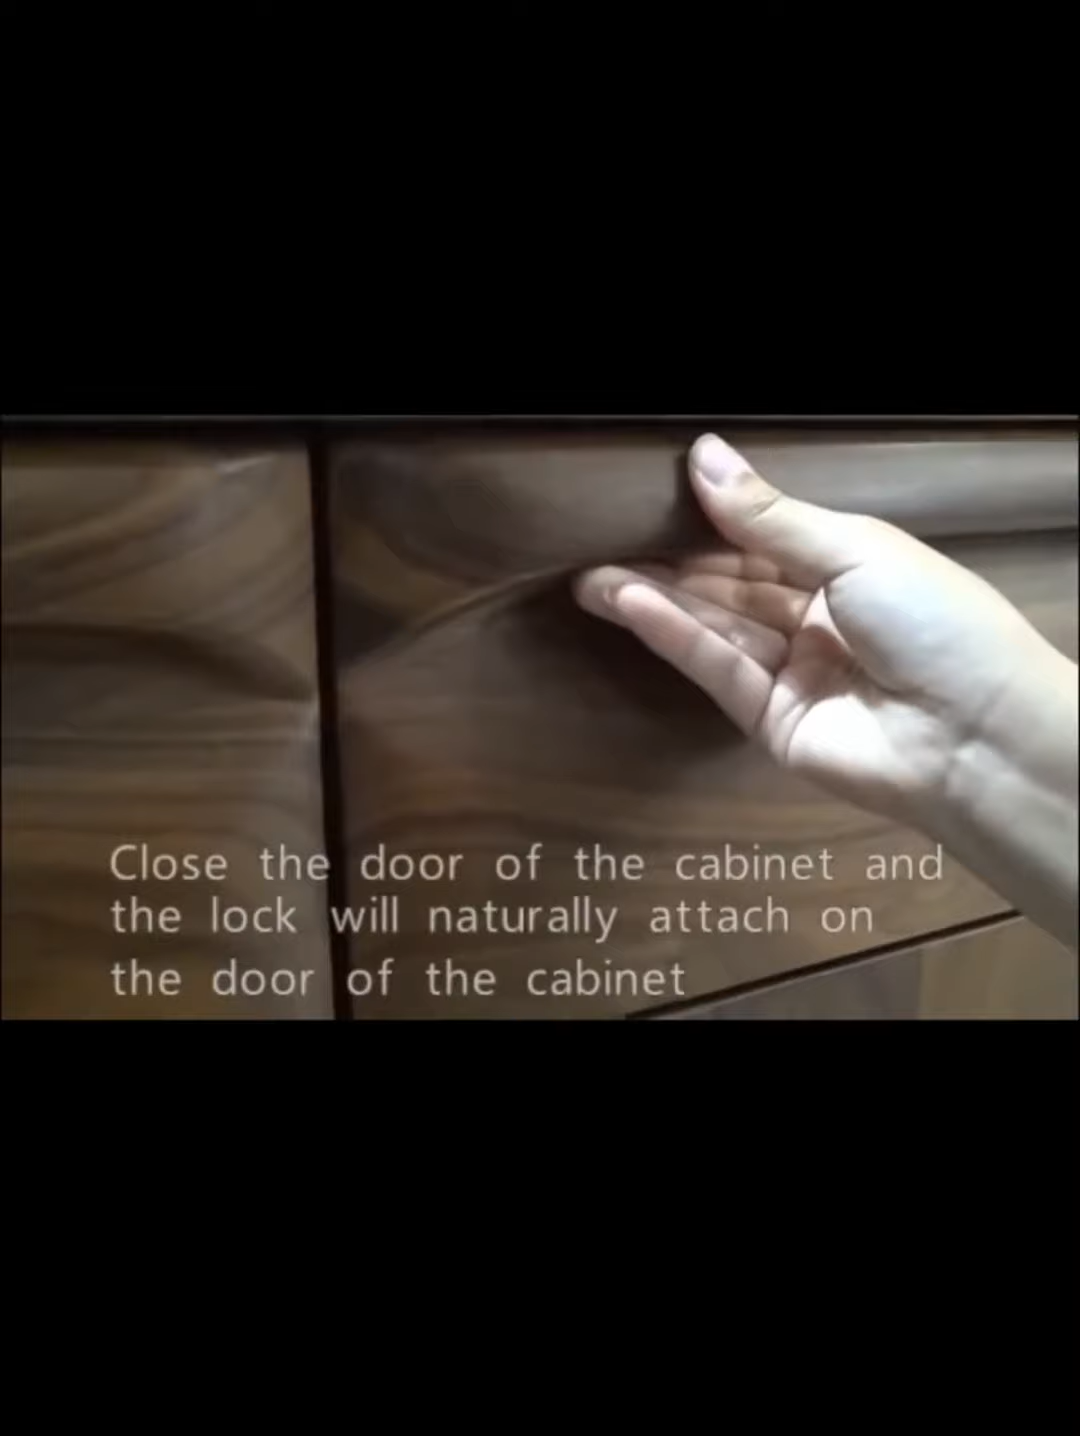 Close the door of the cabinet and
the lock will naturally attach on
the door of the cabinet